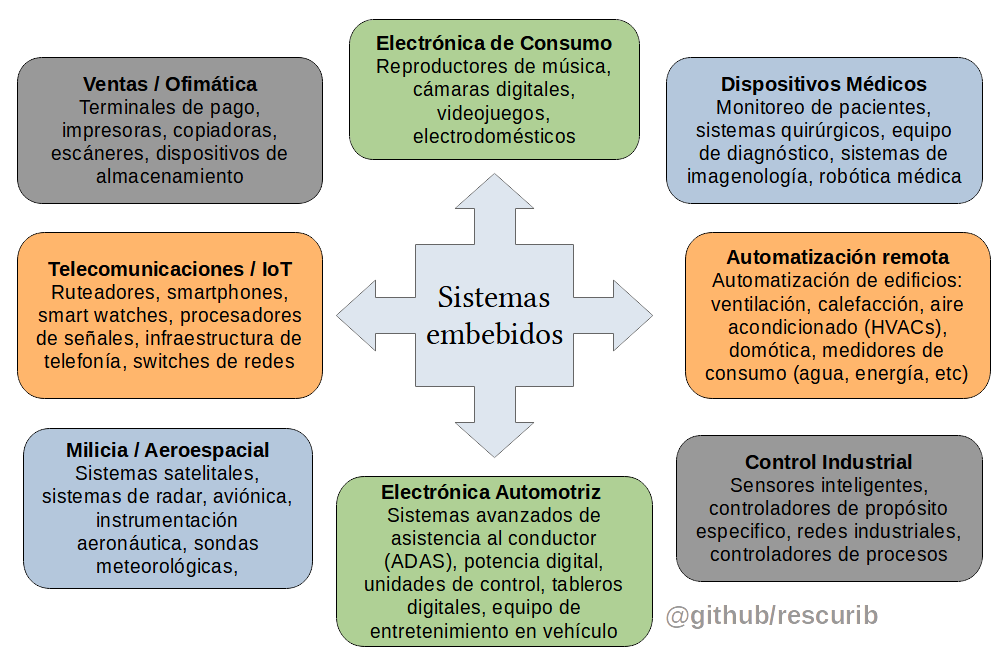 Electrónica de Consumo
Reproductores de música,
cámaras digitales,
videojuegos,
electrodomésticos
Ventas / Ofimática
Terminales de pago,
impresoras, copiadoras,
escáneres, dispositivos de
almacenamiento
Dispositivos Médicos
Monitoreo de pacientes,
sistemas quirúrgicos, equipo
de diagnóstico, sistemas de
imagenología, robótica médica
Telecomunicaciones / IoT
Ruteadores, smartphones,
smart watches, procesadores
de señales, infraestructura de
telefonía, switches de redes
Sistemas
embebidos
Automatización remota
Automatización de edificios:
ventilación, calefacción, aire
acondicionado (HVACs),
domótica, medidores de
consumo (agua, energía, etc)
Milicia / Aeroespacial
Sistemas satelitales,
sistemas de radar, aviónica,
instrumentación
aeronáutica, sondas
meteorológicas,
Electrónica Automotriz
Sistemas avanzados de
asistencia al conductor
(ADAS), potencia digital,
unidades de control, tableros
digitales, equipo de
entretenimiento en vehículo
Control Industrial
Sensores inteligentes,
controladores de propósito
especifico, redes industriales,
controladores de procesos
@github/rescurib